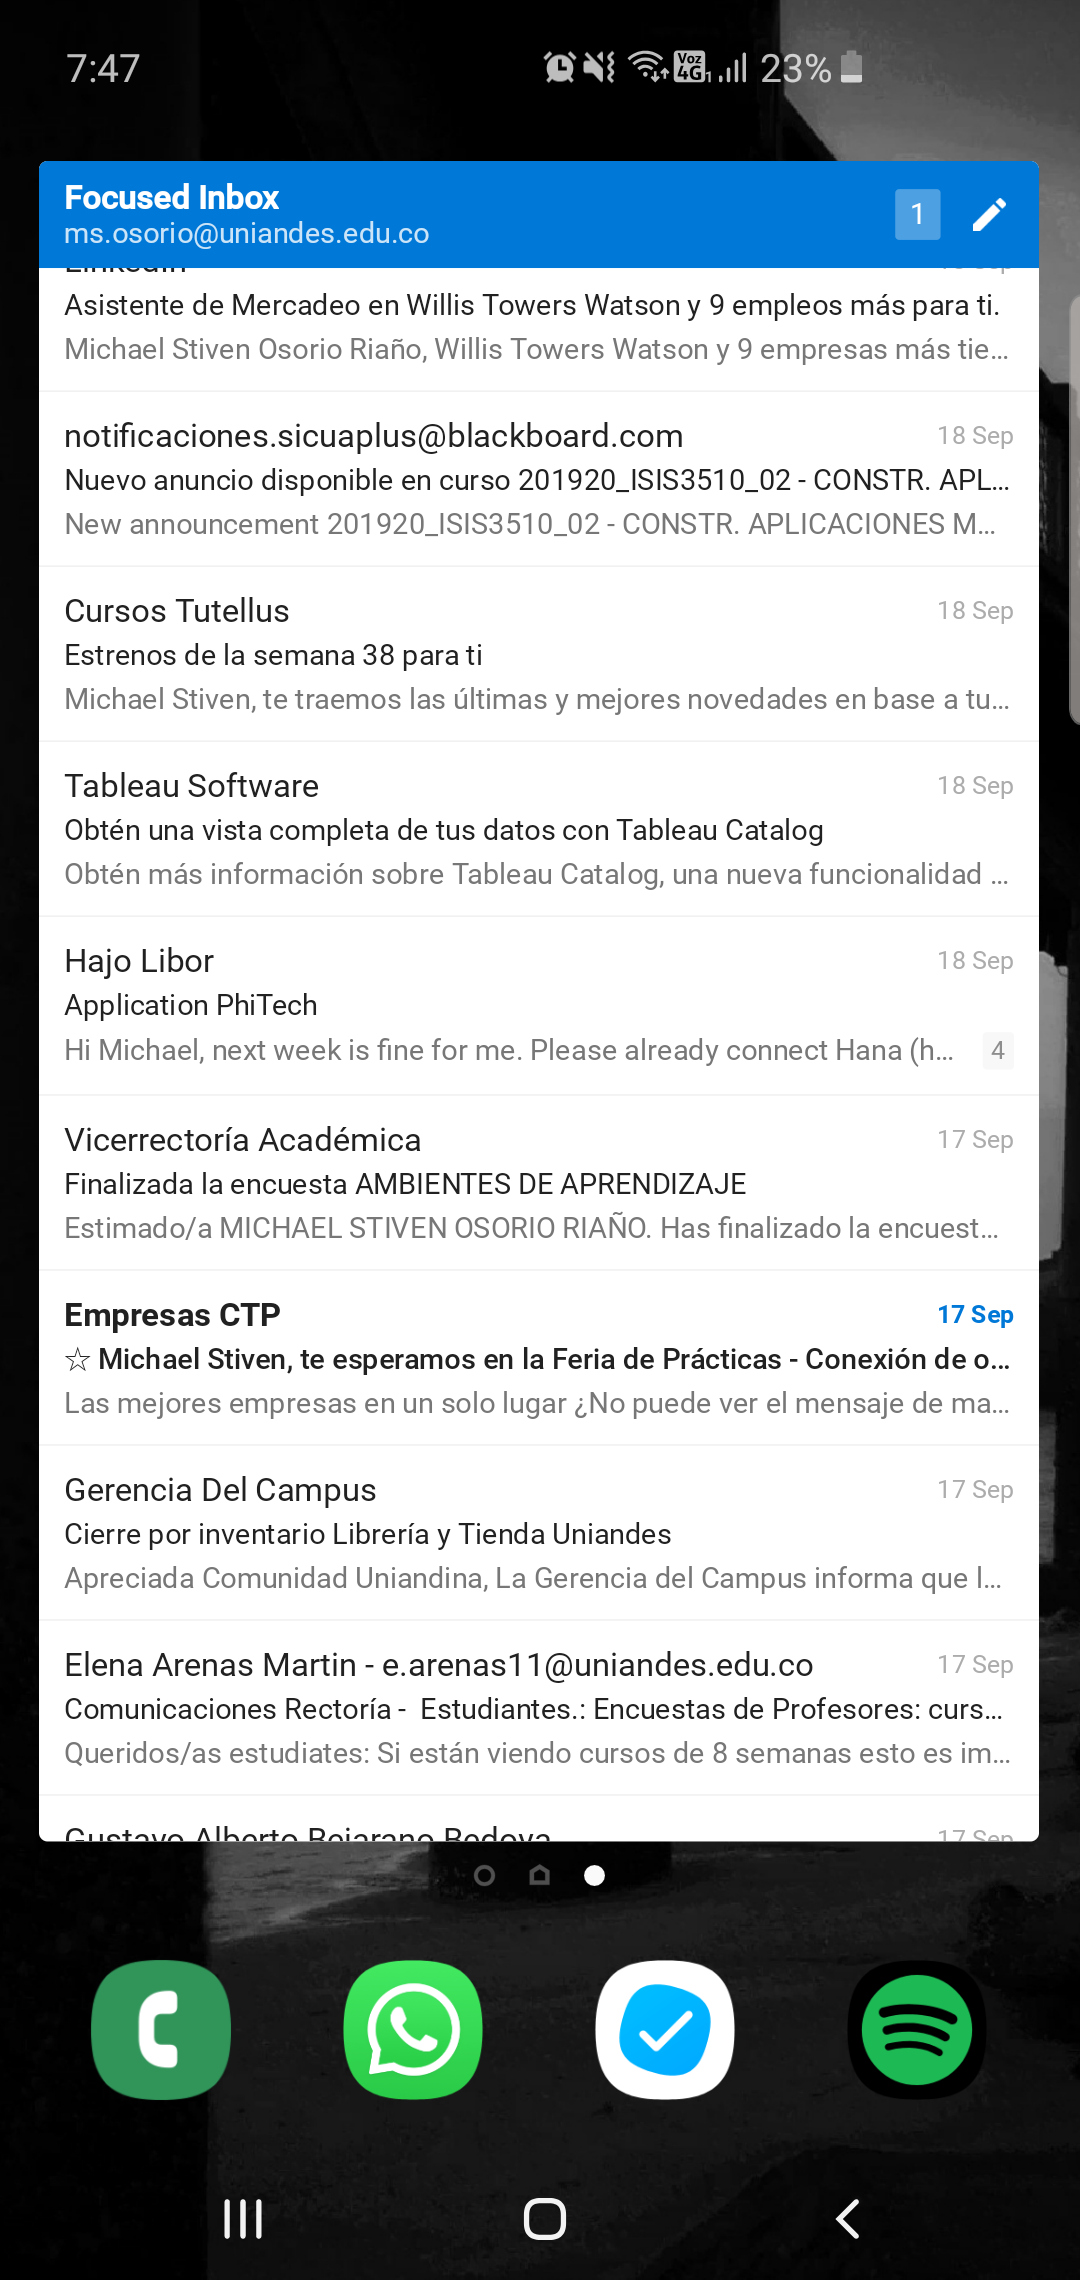 7:47
Voz 4G 1 23%
Focused Inbox
1
ms.osorio@uniandes.edu.co
LinkedIn 18 Sep
Asistente de Mercadeo en Willis Towers Watson y 9 empleos más para ti.
Michael Stiven Osorio Riaño, Willis Towers Watson y 9 empresas más tie...
notificaciones.sicuaplus@blackboard.com 18 Sep
Nuevo anuncio disponible en curso 201920_ISIS3510_02 - CONSTR. APL...
New announcement 201920_ISIS3510_02 - CONSTR. APLICACIONES M...
Cursos Tutellus 18 Sep
Estrenos de la semana 38 para ti
Michael Stiven, te traemos las últimas y mejores novedades en base a tu...
Tableau Software 18 Sep
Obtén una vista completa de tus datos con Tableau Catalog
Obtén más información sobre Tableau Catalog, una nueva funcionalidad ...
Hajo Libor 18 Sep
Application PhiTech
Hi Michael, next week is fine for me. Please already connect Hana (h... 4
Vicerrectoría Académica 17 Sep
Finalizada la encuesta AMBIENTES DE APRENDIZAJE
Estimado/a MICHAEL STIVEN OSORIO RIAÑO. Has finalizado la encuest...
Empresas CTP 17 Sep
☆ Michael Stiven, te esperamos en la Feria de Prácticas - Conexión de o...
Las mejores empresas en un solo lugar ¿No puede ver el mensaje de ma...
Gerencia Del Campus 17 Sep
Cierre por inventario Librería y Tienda Uniandes
Apreciada Comunidad Uniandina, La Gerencia del Campus informa que l...
Elena Arenas Martin - e.arenas11@uniandes.edu.co 17 Sep
Comunicaciones Rectoría -  Estudiantes.: Encuestas de Profesores: curs...
Queridos/as estudiates: Si están viendo cursos de 8 semanas esto es im...
Gustavo Alberto Bejarano Bedoya 17 Sep